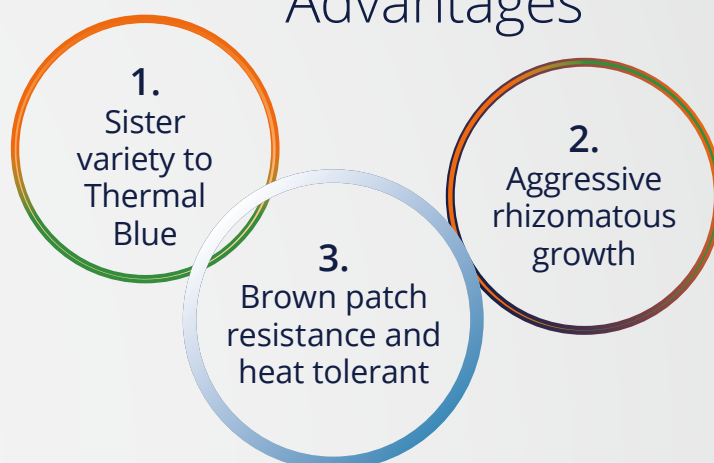 Advantages
1.
Sister
variety to
Thermal
Blue
2.
Aggressive
rhizomatous
growth
3.
Brown patch
resistance and
heat tolerant